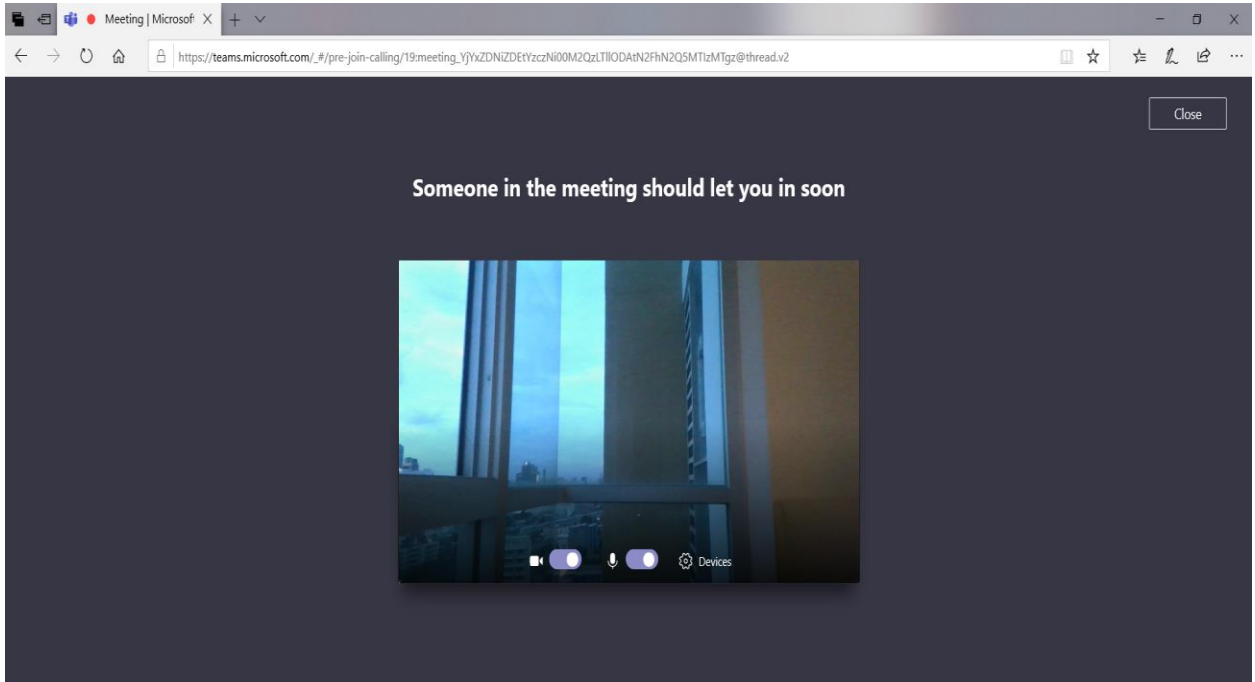 Meeting | Microsof
https://teams.microsoft.com/_#/pre-join-calling/19:meeting_YjYxZDNiZDEtYzczNi00M2QzLTllODAtN2FhN2Q5MTIzMTgz@thread.v2
Close
Someone in the meeting should let you in soon
Devices